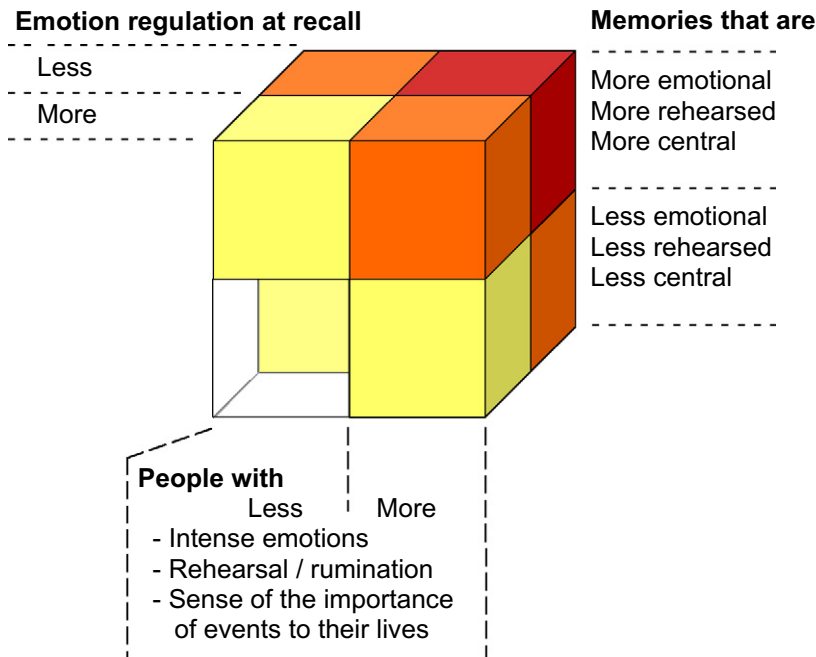 Emotion regulation at recall
Less
More
Memories that are
More emotional
More rehearsed
More central
Less emotional
Less rehearsed
Less central
People with
Less More
- Intense emotions
- Rehearsal / rumination
- Sense of the importance
of events to their lives